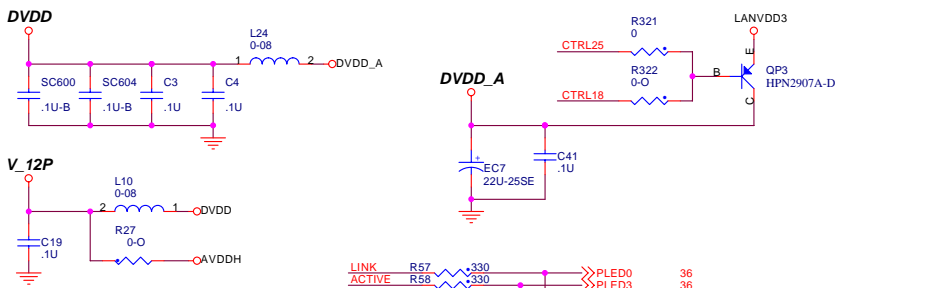 DVDD
L24
0-08
1 2 DVDD_A
SC600 SC604 C3 C4
.1U-B .1U-B .1U .1U
V_12P
L10
0-08
2 1 DVDD
R27
0-O
AVDDH
C19
.1U
R321
0
CTRL25
R322
0-O
CTRL18
LANVDD3
E
B
C
QP3
HPN2907A-D
DVDD_A
+
EC7
22U-25SE
C41
.1U
LINK R57 330 PLED0 36
ACTIVE R58 330 PLED3 36